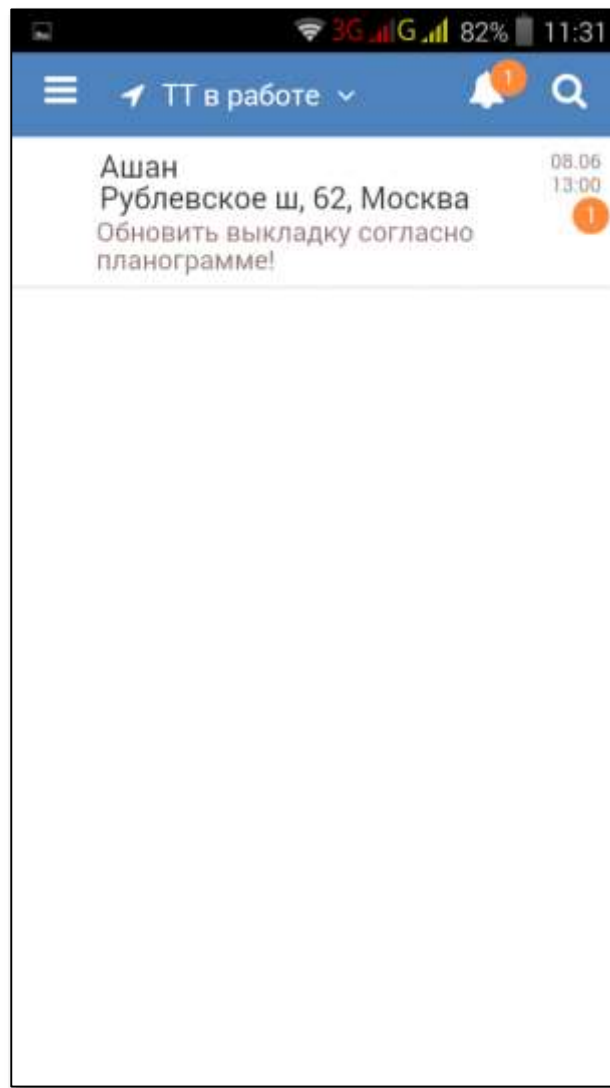 3G G 82% 11:31
ТТ в работе 1
Ашан 08.06
Рублевское ш, 62, Москва 13:00
Обновить выкладку согласно 1
планограмме!